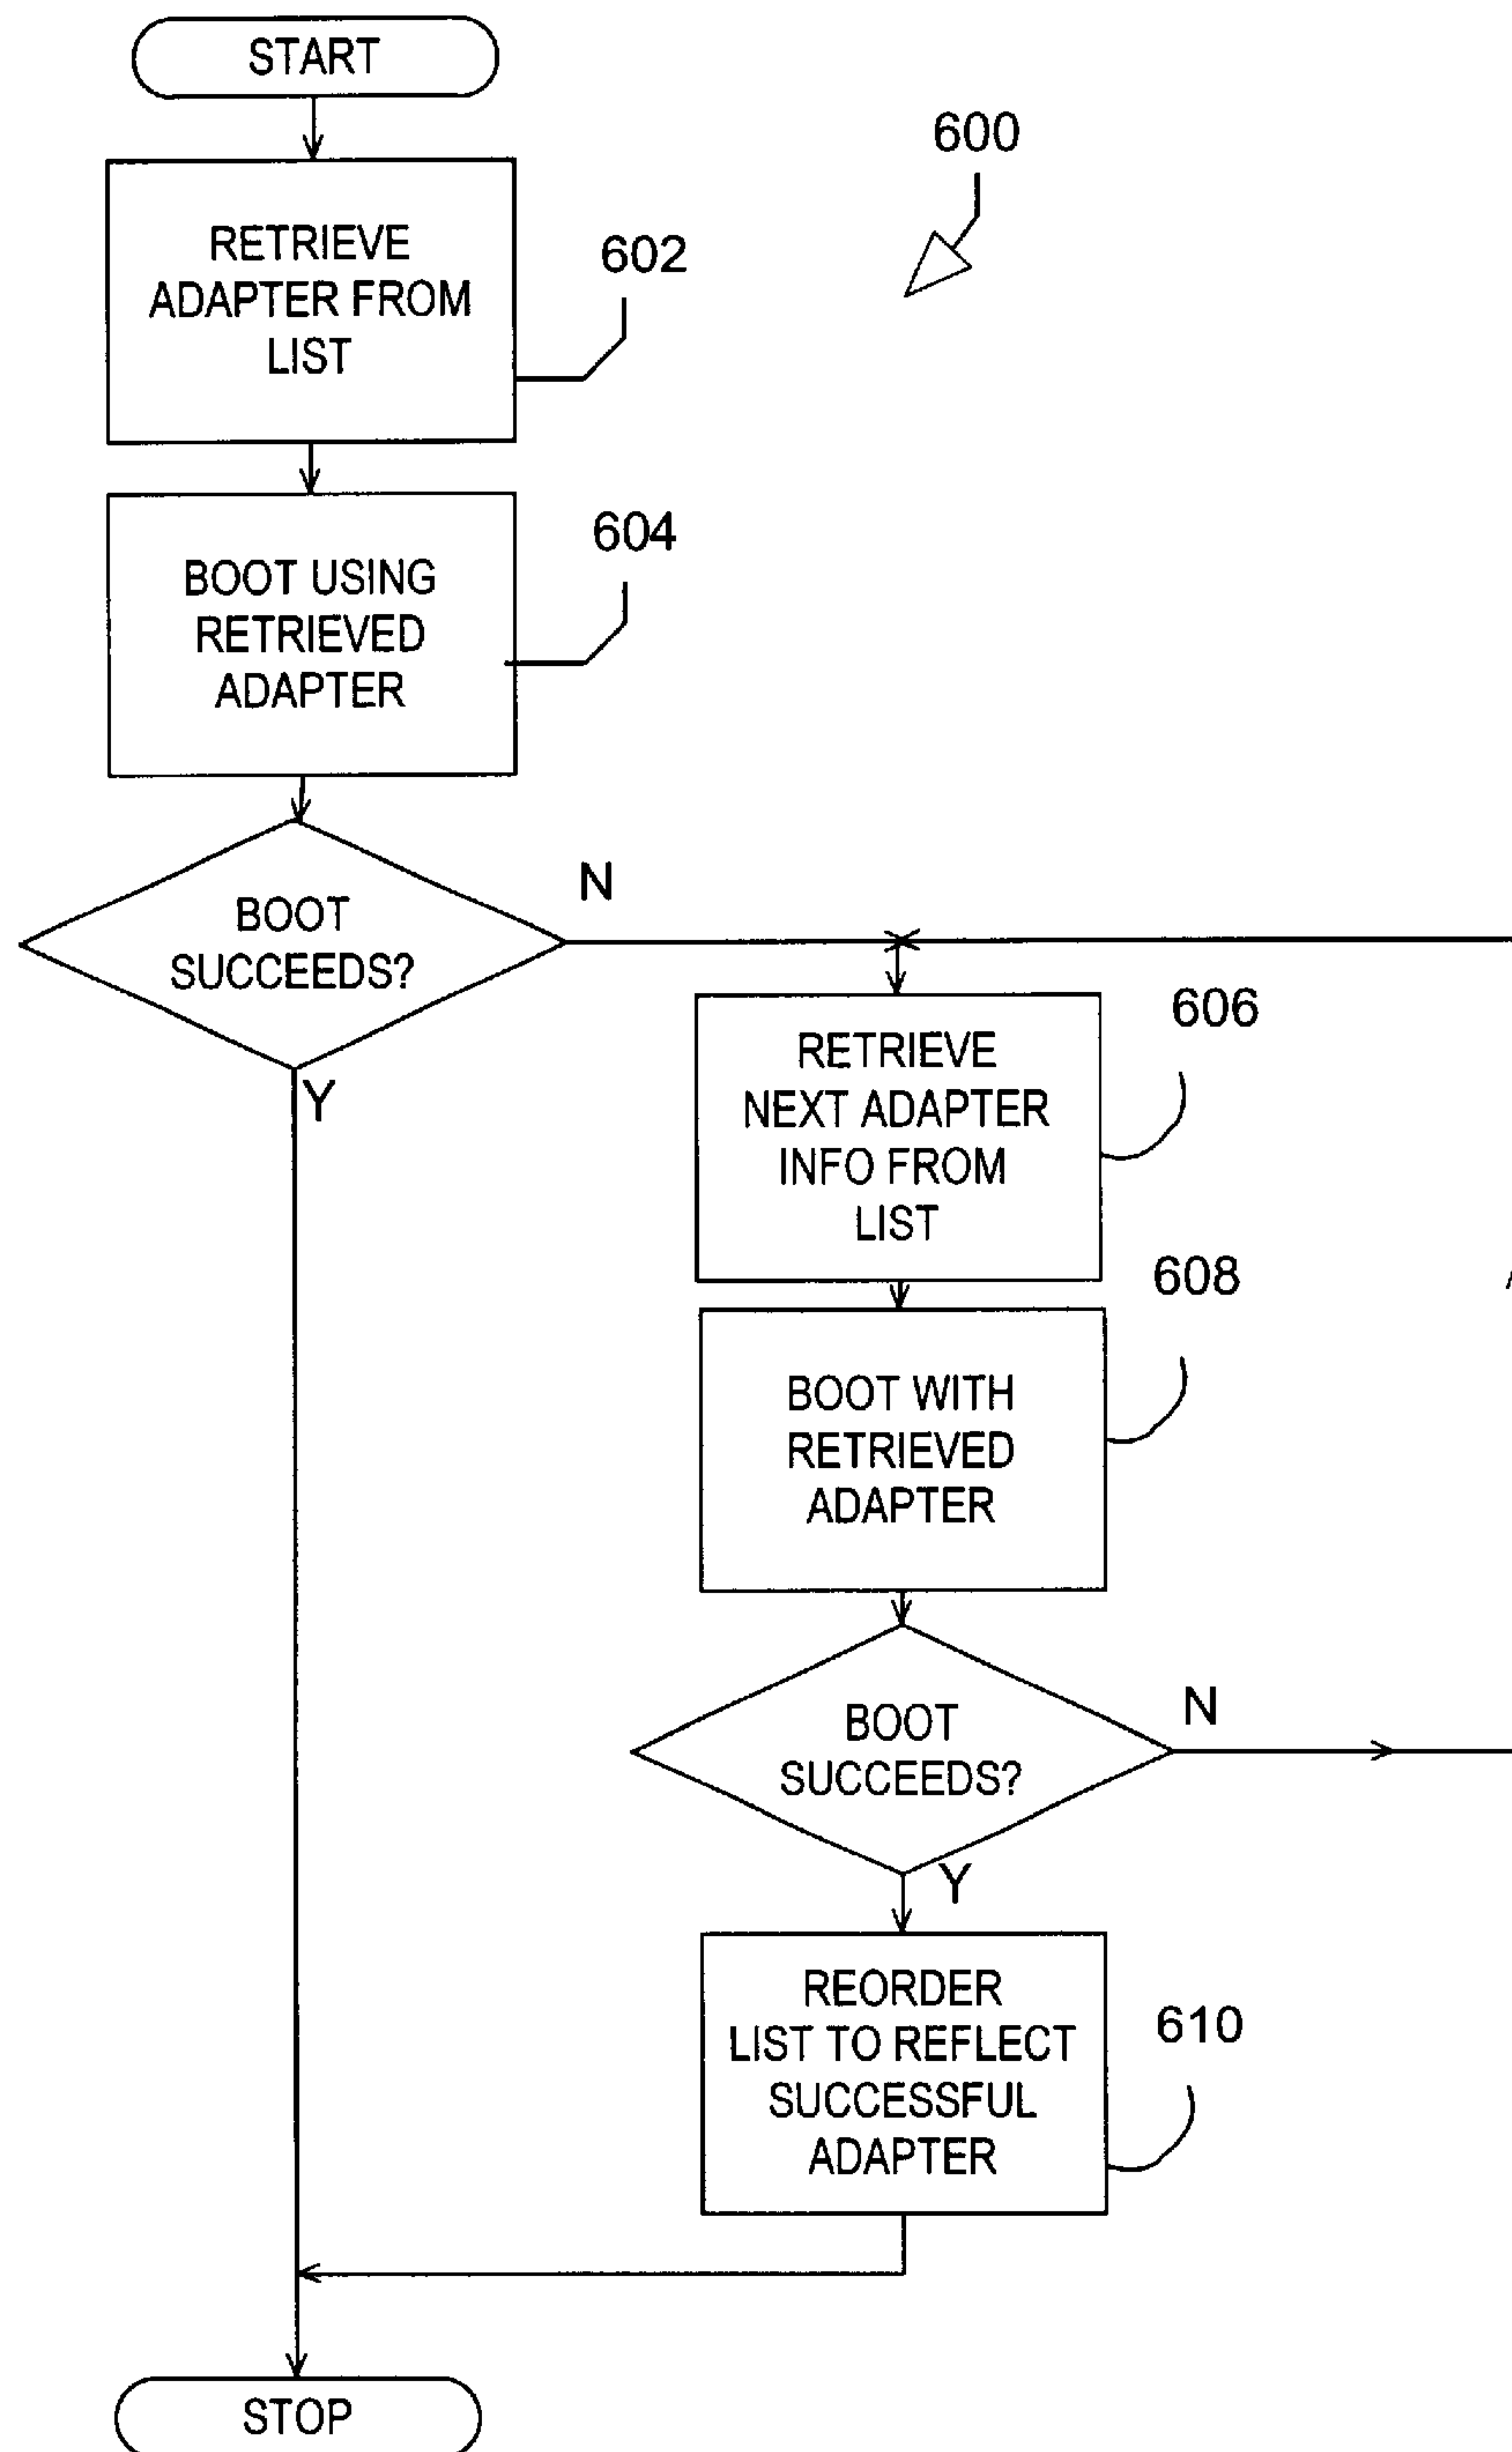 START
600
RETRIEVE
ADAPTER FROM
LIST
602
BOOT USING
RETRIEVED
ADAPTER
604
BOOT
SUCCEEDS?
N
Y
RETRIEVE
NEXT ADAPTER
INFO FROM
LIST
606
BOOT WITH
RETRIEVED
ADAPTER
608
BOOT
SUCCEEDS?
N
Y
REORDER
LIST TO REFLECT
SUCCESSFUL
ADAPTER
610
STOP